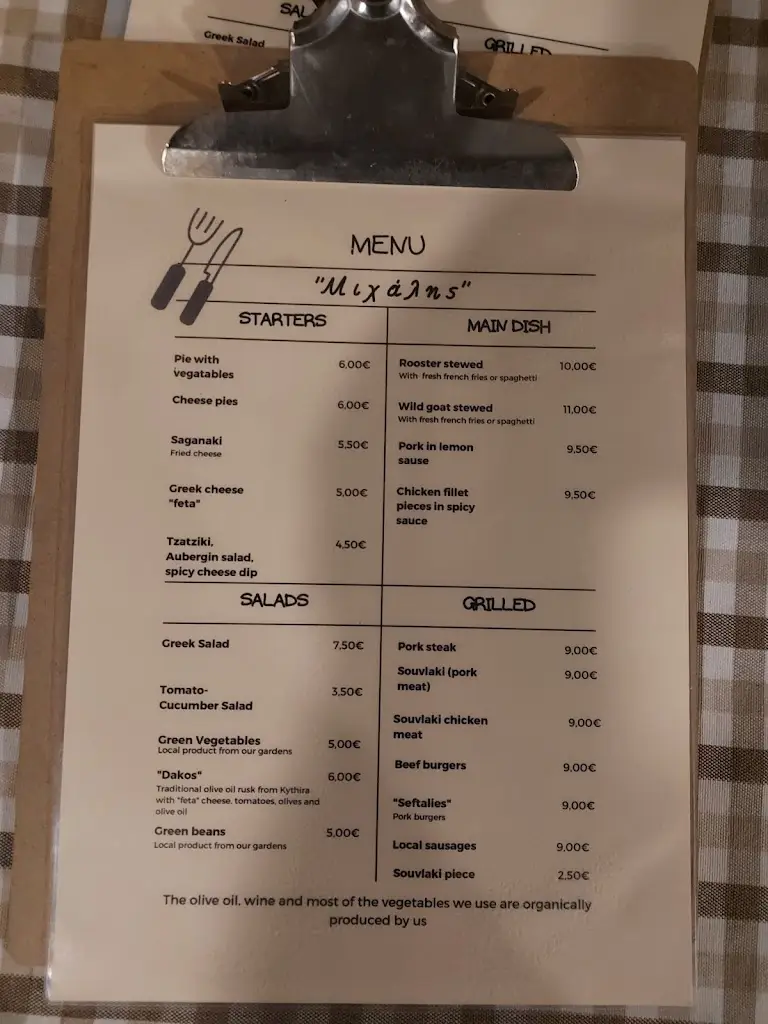 SAL
Greek Salad
GRILLED
MENU
"Μιχάλης"
STARTERS
Pie with
vegatables 6,00€
Cheese pies 6,00€
Saganaki 5,50€
Fried cheese
Greek cheese 5,00€
"feta"
Tzatziki, 4,50€
Aubergin salad,
spicy cheese dip
MAIN DISH
Rooster stewed 10,00€
With fresh french fries or spaghetti
Wild goat stewed 11,00€
With fresh french fries or spaghetti
Pork in lemon 9,50€
sause
Chicken fillet 9,50€
pieces in spicy
sauce
SALADS
Greek Salad 7,50€
Tomato- 3,50€
Cucumber Salad
Green Vegetables 5,00€
Local product from our gardens
"Dakos" 6,00€
Traditional olive oil rusk from Kythira
with "feta" cheese, tomatoes, olives and
olive oil
Green beans 5,00€
Local product from our gardens
GRILLED
Pork steak 9,00€
Souvlaki (pork 9,00€
meat)
Souvlaki chicken 9,00€
meat
Beef burgers 9,00€
"Seftalies" 9,00€
Pork burgers
Local sausages 9,00€
Souvlaki piece 2,50€
The olive oil, wine and most of the vegetables we use are organically
produced by us